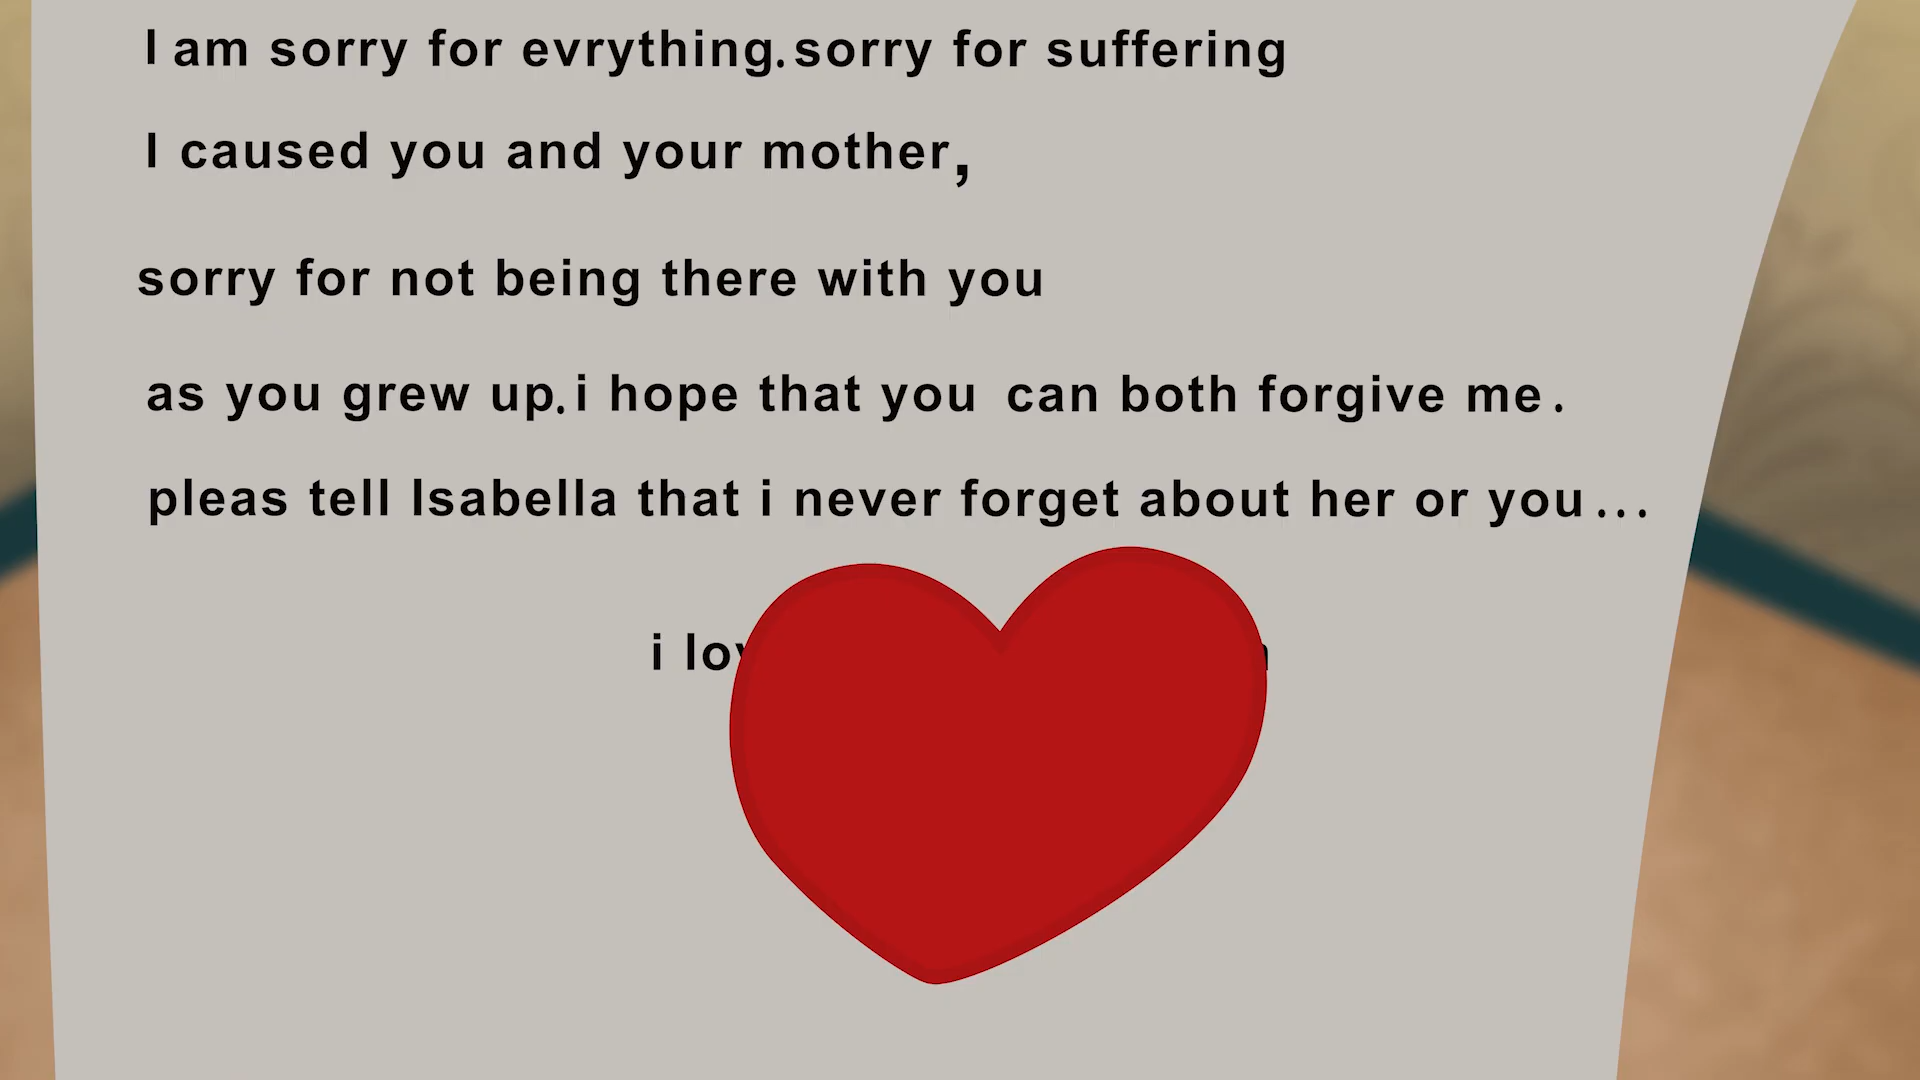 I am sorry for evrything.sorry for suffering
I caused you and your mother,
sorry for not being there with you
as you grew up.i hope that you can both forgive me.
pleas tell Isabella that i never forget about her or you...
i